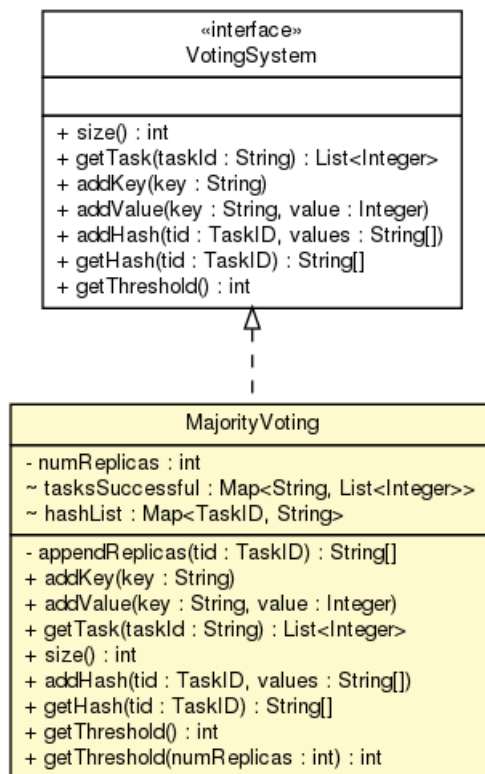 «interface»
VotingSystem
+ size() : int
+ getTask(taskId : String) : List<Integer>
+ addKey(key : String)
+ addValue(key : String, value : Integer)
+ addHash(tid : TaskID, values : String[])
+ getHash(tid : TaskID) : String[]
+ getThreshold() : int
MajorityVoting
- numReplicas : int
~ tasksSuccessful : Map<String, List<Integer>>
~ hashList : Map<TaskID, String>
- appendReplicas(tid : TaskID) : String[]
+ addKey(key : String)
+ addValue(key : String, value : Integer)
+ getTask(taskId : String) : List<Integer>
+ size() : int
+ addHash(tid : TaskID, values : String[])
+ getHash(tid : TaskID) : String[]
+ getThreshold() : int
+ getThreshold(numReplicas : int) : int